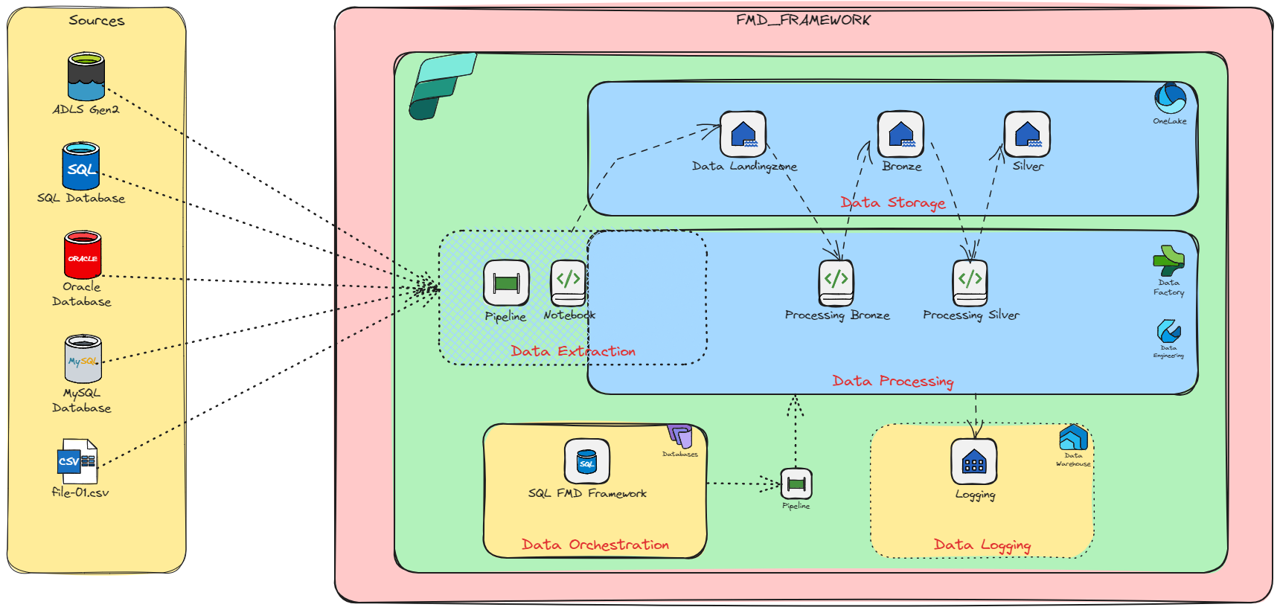 Sources
ADLS Gen2
SQL
SQL Database
ORACLE
Oracle
Database
MySQL
MySQL
Database
CSV
file-01.csv
FMD_FRAMEWORK
OneLake
Data Landingzone
Bronze
Silver
Data Storage
Pipeline
Notebook
Data Extraction
Processing Bronze
Processing Silver
Data
Factory
Data
Engineering
Data Processing
Databases
SQL
SQL FMD Framework
Data Orchestration
Pipeline
Data
Warehouse
Logging
Data Logging